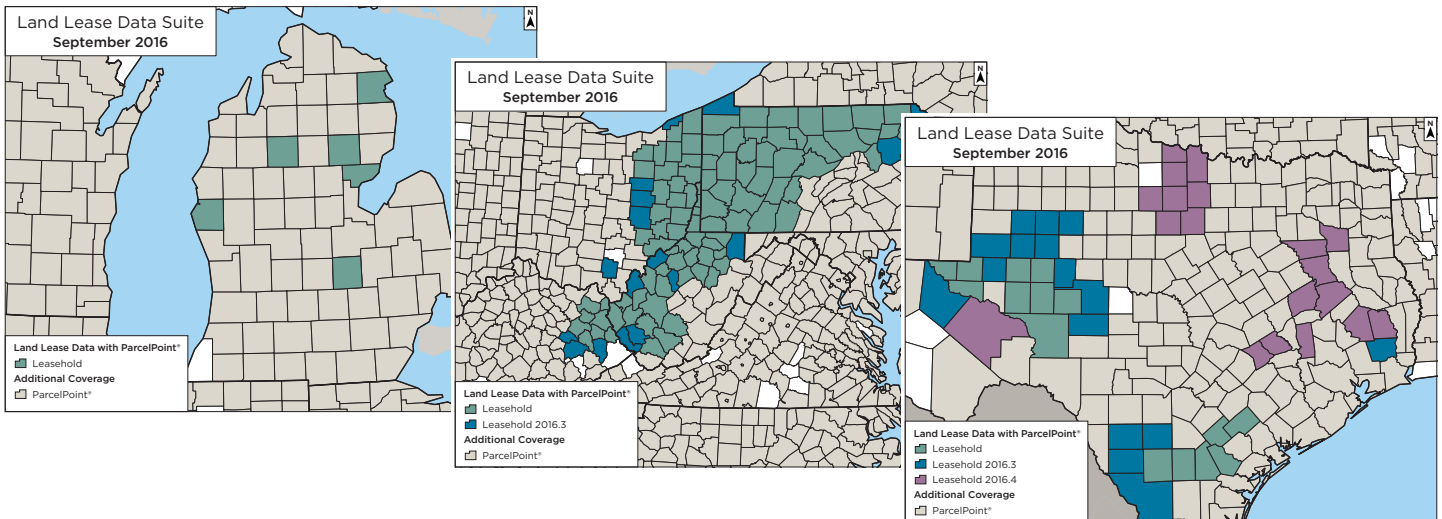 Land Lease Data Suite
September 2016
N
Land Lease Data with ParcelPoint®
Leasehold
Additional Coverage
ParcelPoint®
Land Lease Data Suite
September 2016
N
Land Lease Data with ParcelPoint®
Leasehold
Leasehold 2016.3
Additional Coverage
ParcelPoint®
Land Lease Data Suite
September 2016
N
Land Lease Data with ParcelPoint®
Leasehold
Leasehold 2016.3
Leasehold 2016.4
Additional Coverage
ParcelPoint®